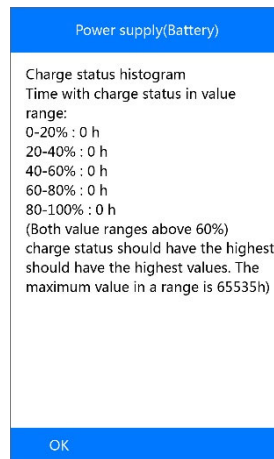 Power supply(Battery)
Charge status histogram
Time with charge status in value
range:
0-20% : 0 h
20-40% : 0 h
40-60% : 0 h
60-80% : 0 h
80-100% : 0 h
(Both value ranges above 60%)
charge status should have the highest
should have the highest values. The
maximum value in a range is 65535h)
OK